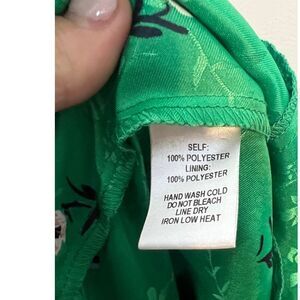 SELF:
100% POLYESTER
LINING:
100% POLYESTER
HAND WASH COLD
DO NOT BLEACH
LINE DRY
IRON LOW HEAT